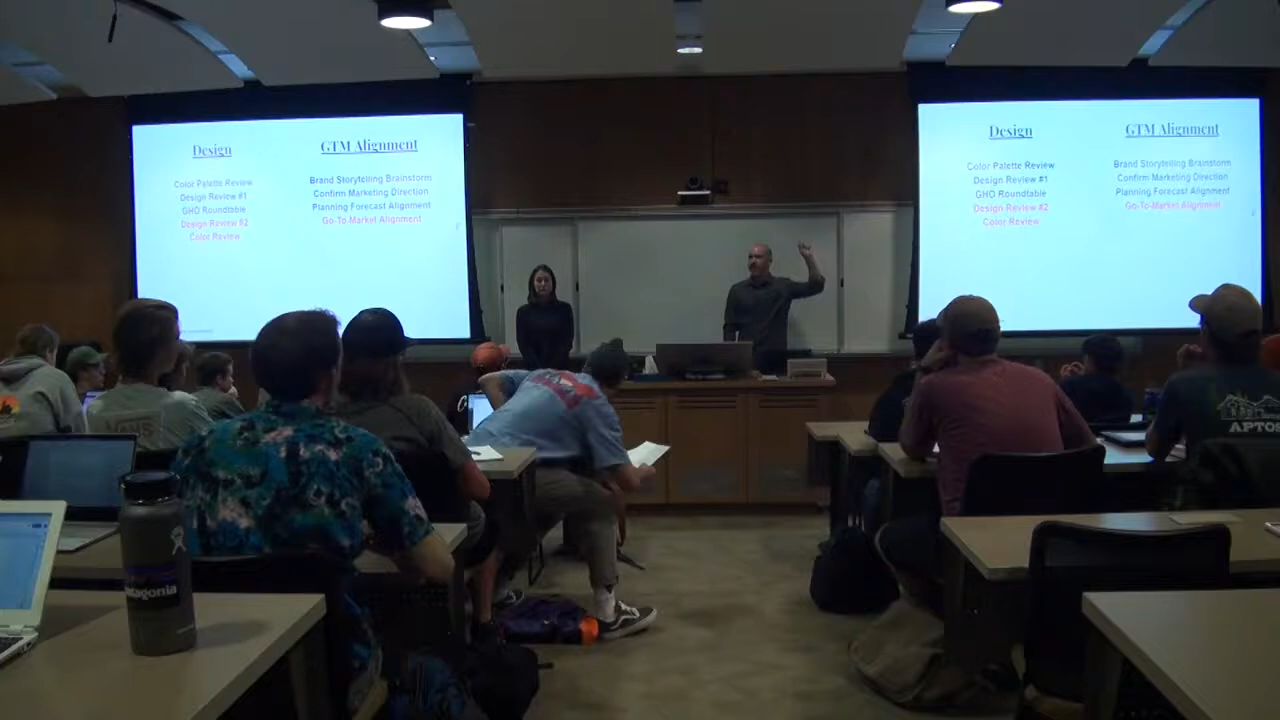 Design
Color Palette Review
Design Review #1
GHO Roundtable
Design Review #2
Color Review
GTM Alignment
Brand Storytelling Brainstorm
Confirm Marketing Direction
Planning Forecast Alignment
Go-To-Market Alignment
Design
Color Palette Review
Design Review #1
GHO Roundtable
Design Review #2
Color Review
GTM Alignment
Brand Storytelling Brainstorm
Confirm Marketing Direction
Planning Forecast Alignment
Go-To-Market Alignment
VANS
APTOS
patagonia